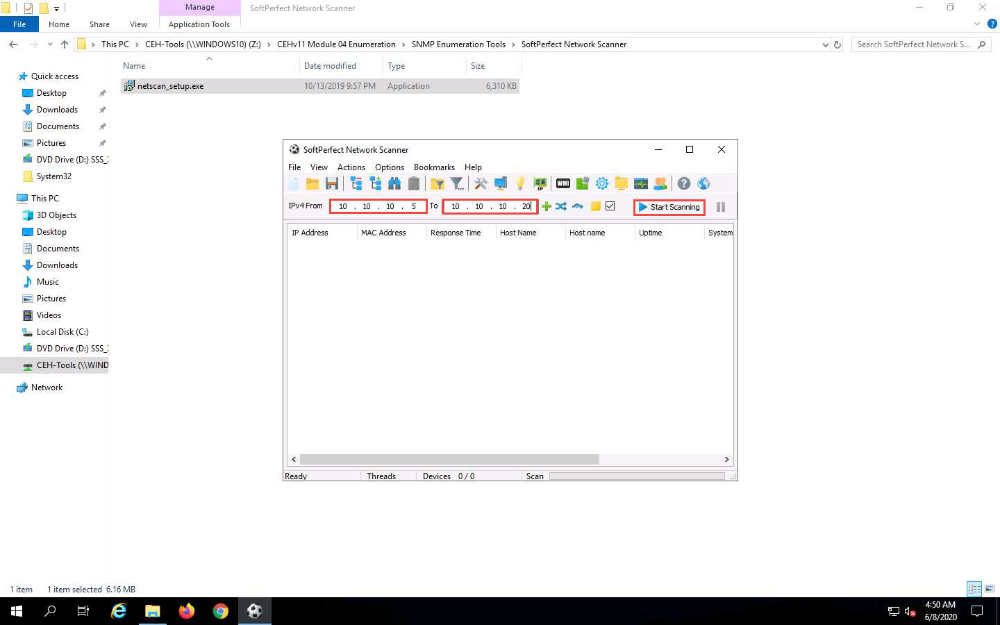 Manage
SoftPerfect Network Scanner
File Home Share View Application Tools
This PC CEH-Tools (\\WINDOWS10) (Z:) CEHv11 Module 04 Enumeration SNMP Enumeration Tools SoftPerfect Network Scanner
Search SoftPerfect Network S...
Quick access
Desktop
Downloads
Documents
Pictures
DVD Drive (D:) SSS_
System32
This PC
3D Objects
Desktop
Documents
Downloads
Music
Pictures
Videos
Local Disk (C:)
DVD Drive (D:) SSS_
CEH-Tools (\\WIND
Network
Name Date modified Type Size
netscan_setup.exe 10/13/2019 9:57 PM Application 6,310 KB
SoftPerfect Network Scanner
File View Actions Options Bookmarks Help
IP WMI
IPv4 From 10 . 10 . 10 . 5 To 10 . 10 . 10 . 20 Start Scanning
IP Address MAC Address Response Time Host Name Host name Uptime System
Ready Threads Devices 0 / 0 Scan
1 item 1 item selected 6.16 MB
4:50 AM
6/8/2020